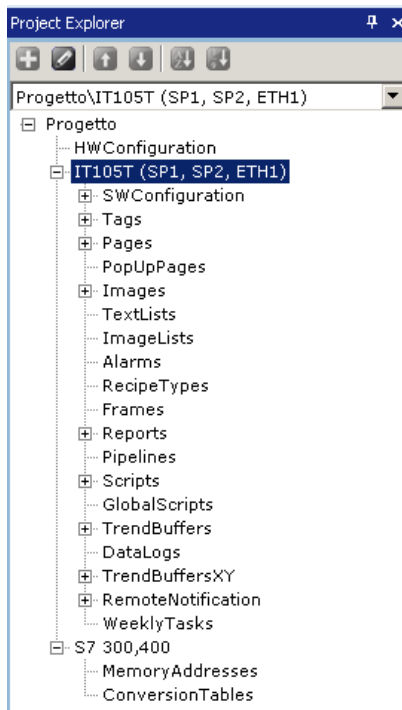 Project Explorer
Progetto\IT105T (SP1, SP2, ETH1)
Progetto
HWConfiguration
IT105T (SP1, SP2, ETH1)
SWConfiguration
Tags
Pages
PopUpPages
Images
TextLists
ImageLists
Alarms
RecipeTypes
Frames
Reports
Pipelines
Scripts
GlobalScripts
TrendBuffers
DataLogs
TrendBuffersXY
RemoteNotification
WeeklyTasks
S7 300,400
MemoryAddresses
ConversionTables